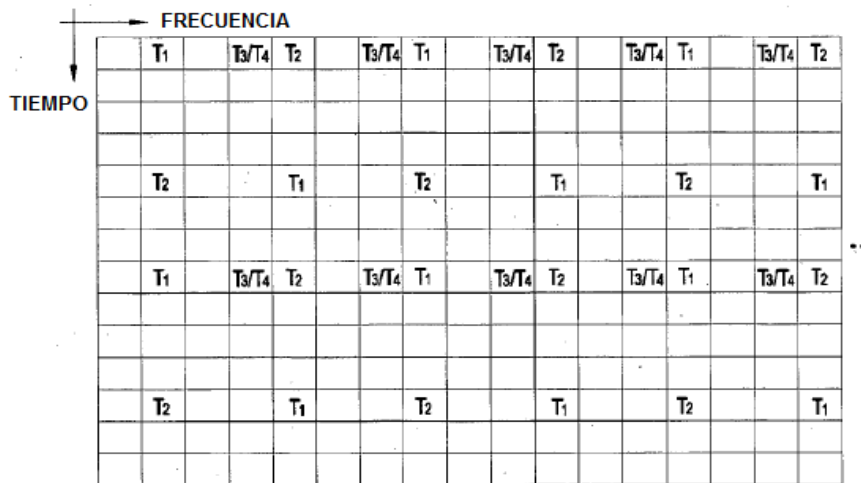 FRECUENCIA
TIEMPO
T1 T3/T4 T2 T3/T4 T1 T3/T4 T2 T3/T4 T1 T3/T4 T2
T2 T1 T2 T1 T2 T1
T1 T3/T4 T2 T3/T4 T1 T3/T4 T2 T3/T4 T1 T3/T4 T2
T2 T1 T2 T1 T2 T1